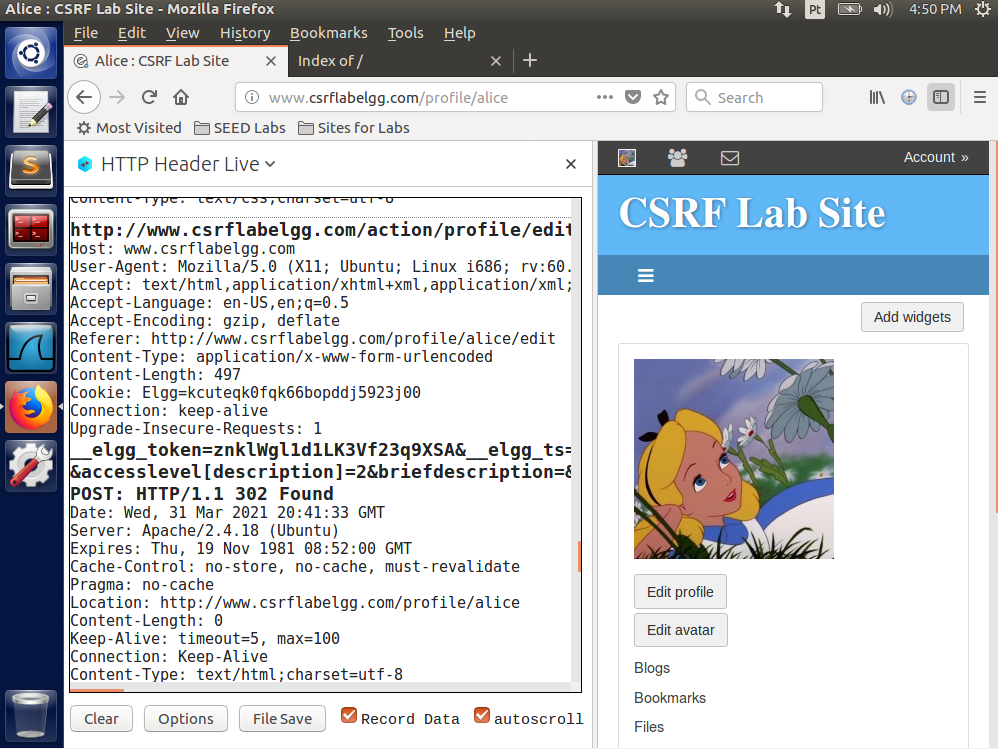 Alice : CSRF Lab Site - Mozilla Firefox
Pt
4:50 PM
File Edit View History Bookmarks Tools Help
Alice : CSRF Lab Site
Index of /
www.csrflabelgg.com/profile/alice
Search
Most Visited
SEED Labs
Sites for Labs
HTTP Header Live
Content-Type: text/css;charset=utf-8
http://www.csrflabelgg.com/action/profile/edit
Host: www.csrflabelgg.com
User-Agent: Mozilla/5.0 (X11; Ubuntu; Linux i686; rv:60.
Accept: text/html,application/xhtml+xml,application/xml;
Accept-Language: en-US,en;q=0.5
Accept-Encoding: gzip, deflate
Referer: http://www.csrflabelgg.com/profile/alice/edit
Content-Type: application/x-www-form-urlencoded
Content-Length: 497
Cookie: Elgg=kcuteqk0fqk66bopddj5923j00
Connection: keep-alive
Upgrade-Insecure-Requests: 1
__elgg_token=znklWgl1d1LK3Vf23q9XSA&__elgg_ts=
&accesslevel[description]=2&briefdescription=&
POST: HTTP/1.1 302 Found
Date: Wed, 31 Mar 2021 20:41:33 GMT
Server: Apache/2.4.18 (Ubuntu)
Expires: Thu, 19 Nov 1981 08:52:00 GMT
Cache-Control: no-store, no-cache, must-revalidate
Pragma: no-cache
Location: http://www.csrflabelgg.com/profile/alice
Content-Length: 0
Keep-Alive: timeout=5, max=100
Connection: Keep-Alive
Content-Type: text/html;charset=utf-8
Clear
Options
File Save
Record Data
autoscroll
Account »
CSRF Lab Site
Add widgets
Edit profile
Edit avatar
Blogs
Bookmarks
Files